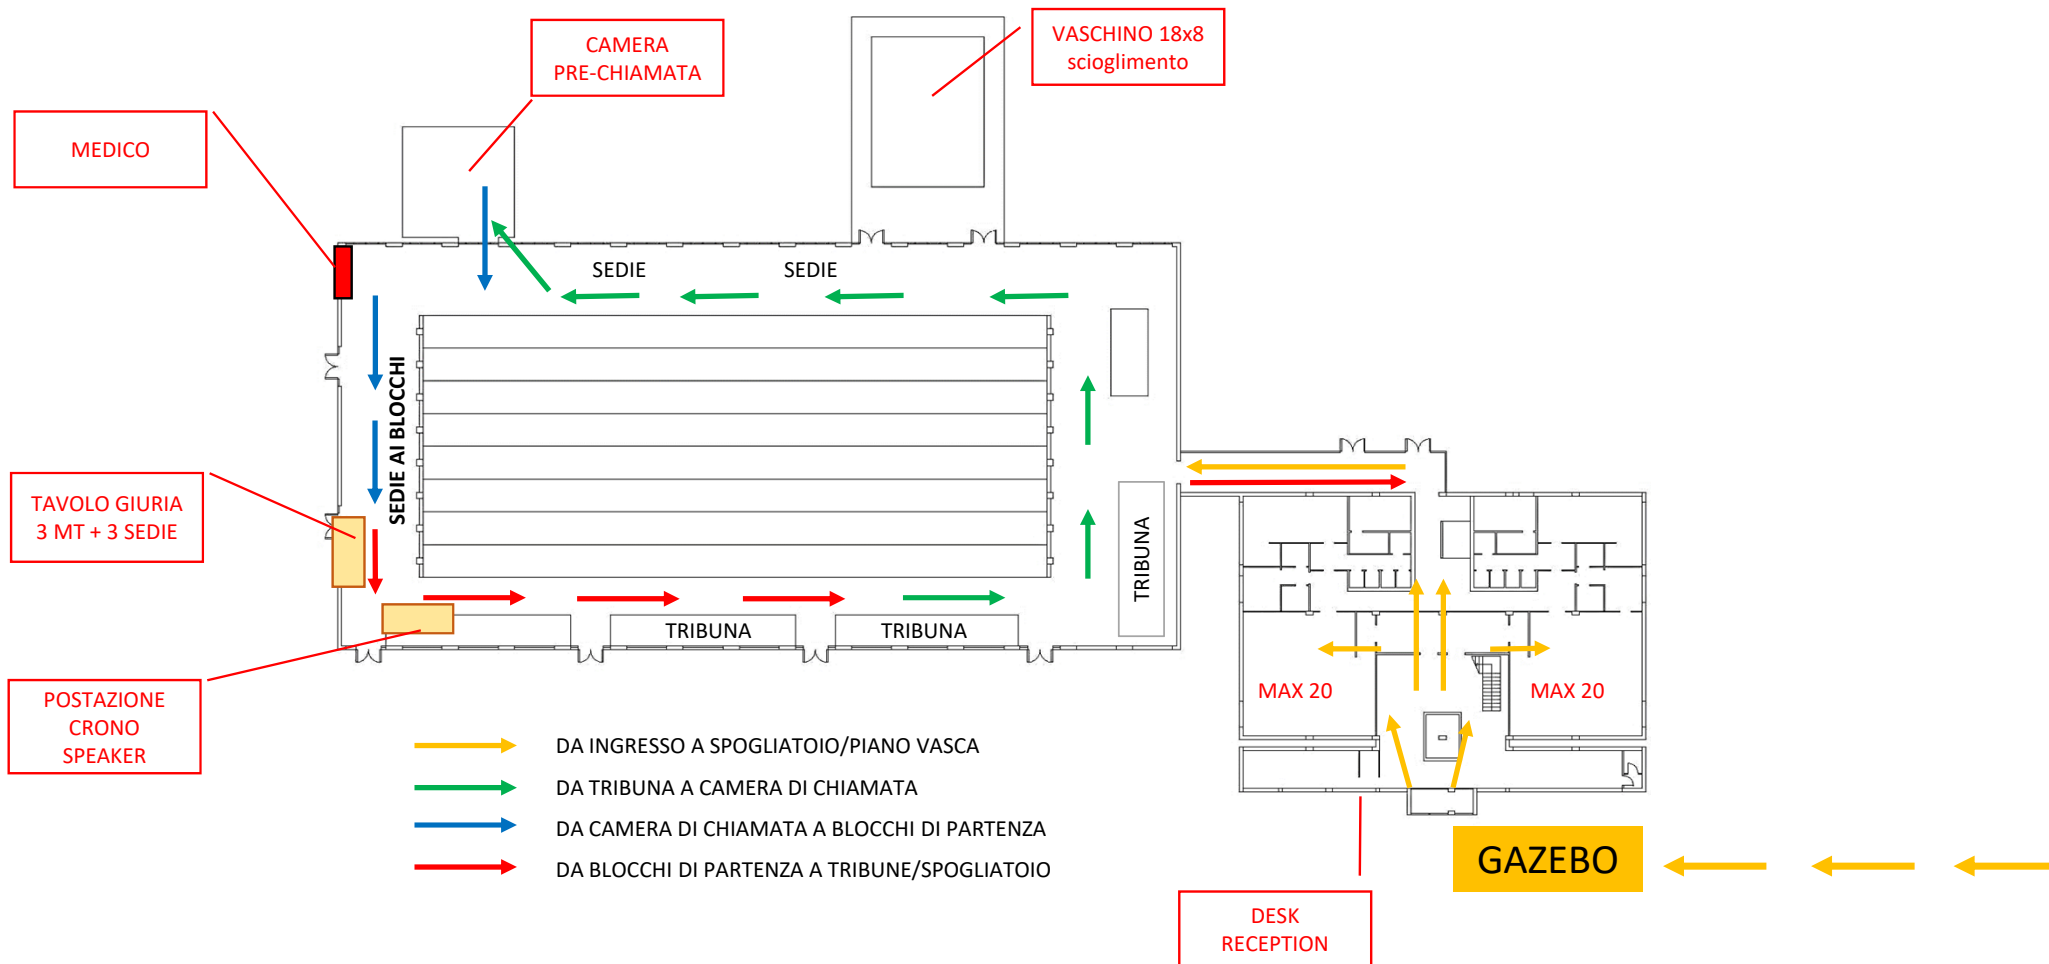 CAMERA
PRE-CHIAMATA
VASCHINO 18x8
scioglimento
MEDICO
SEDIE
SEDIE
SEDIE AI BLOCCHI
TAVOLO GIURIA
3 MT + 3 SEDIE
TRIBUNA
TRIBUNA
TRIBUNA
POSTAZIONE
CRONO
SPEAKER
MAX 20
MAX 20
DA INGRESSO A SPOGLIATOIO/PIANO VASCA
DA TRIBUNA A CAMERA DI CHIAMATA
DA CAMERA DI CHIAMATA A BLOCCHI DI PARTENZA
DA BLOCCHI DI PARTENZA A TRIBUNE/SPOGLIATOIO
GAZEBO
DESK
RECEPTION